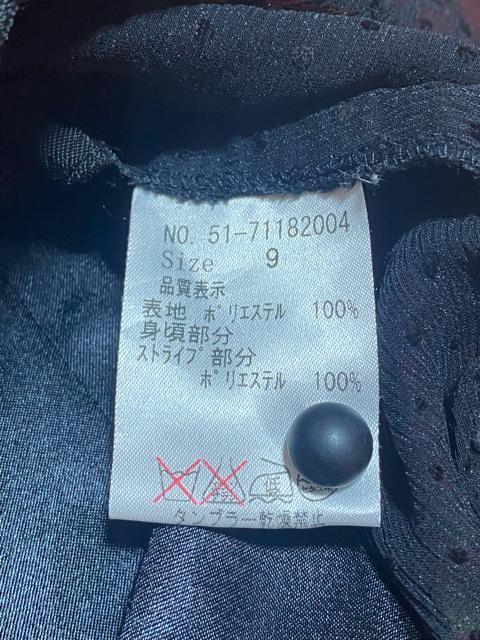 NO. 51-71182004
Size 9
品質表示
表地 ポリエステル 100%
身頃部分
ストライプ部分
ポリエステル 100%
低
タンブラー乾燥禁止